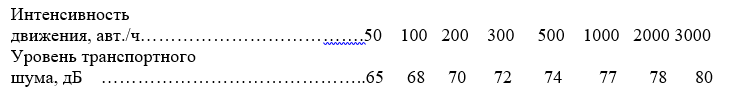 Интенсивность
движения, авт./ч…………………………….…….50 100 200 300 500 1000 2000 3000
Уровень транспортного
шума, дБ …………………………………..65 68 70 72 74 77 78 80